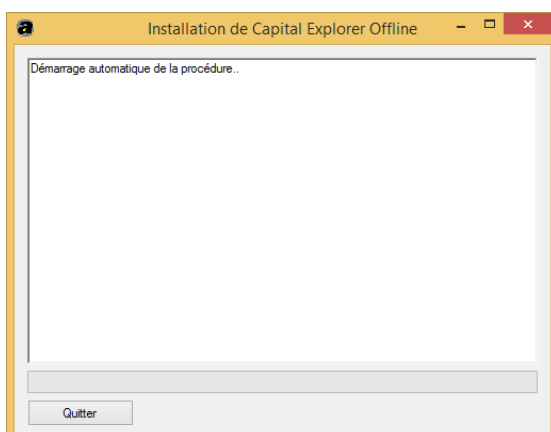 Installation de Capital Explorer Offline
Démarrage automatique de la procédure..
Quitter